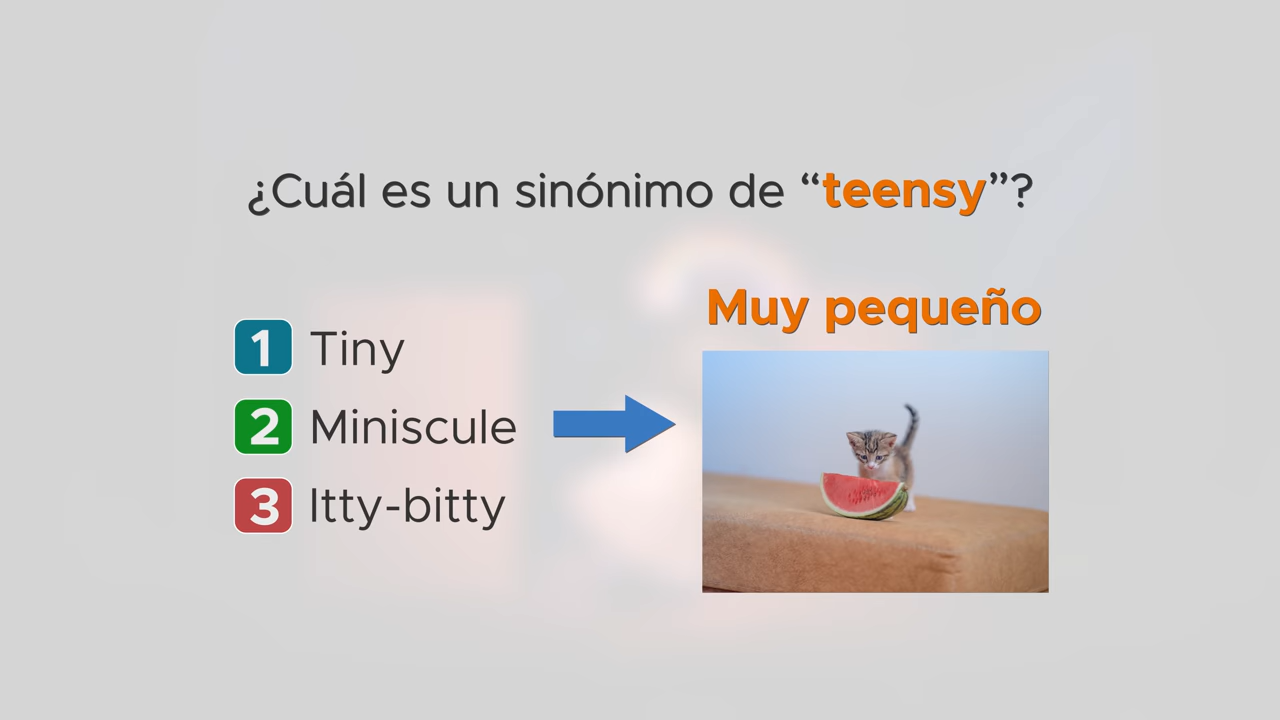 ¿Cuál es un sinónimo de “teensy”?
Muy pequeño
1 Tiny
2 Miniscule
3 Itty-bitty